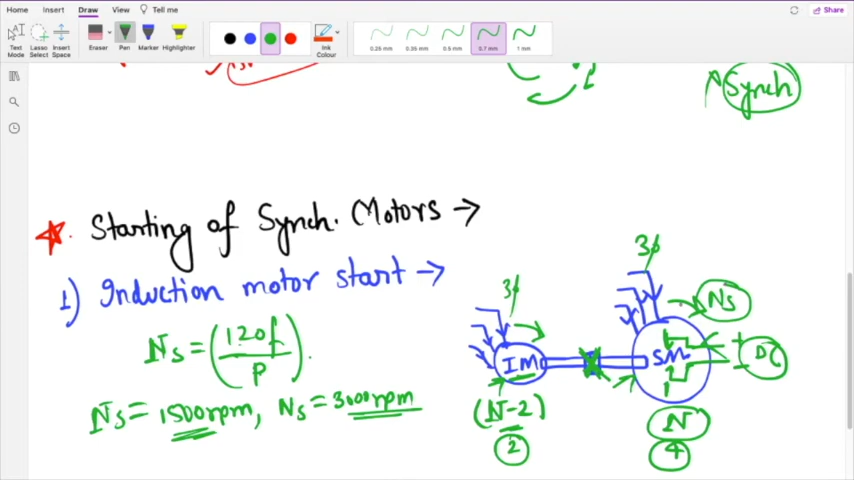 Home Insert Draw View Tell me Share
Text Mode Lasso Select Insert Space Eraser Pen Marker Highlighter Ink Colour 0.25 mm 0.35 mm 0.5 mm 0.7 mm 1 mm
Synch
Starting of Synch. Motors →
1) Induction motor start →
3φ
3φ
Ns
Ns = (120f/P).
IM
SM
+
-
DC
Ns = 1500rpm, Ns = 3000rpm
(N-2)
N
2
4